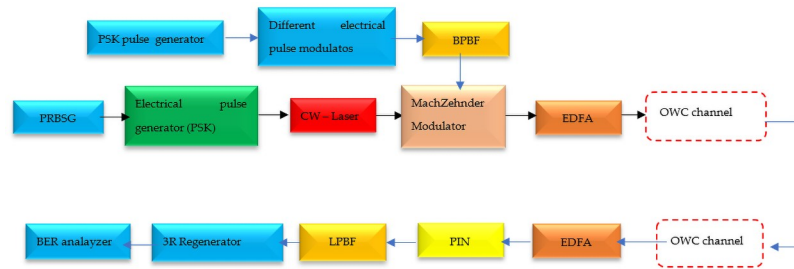 PSK pulse generator
Different electrical
pulse modulatos
BPBF
PRBSG
Electrical pulse
generator (PSK)
CW – Laser
MachZehnder
Modulator
EDFA
OWC channel
BER analayzer
3R Regenerator
LPBF
PIN
EDFA
OWC channel